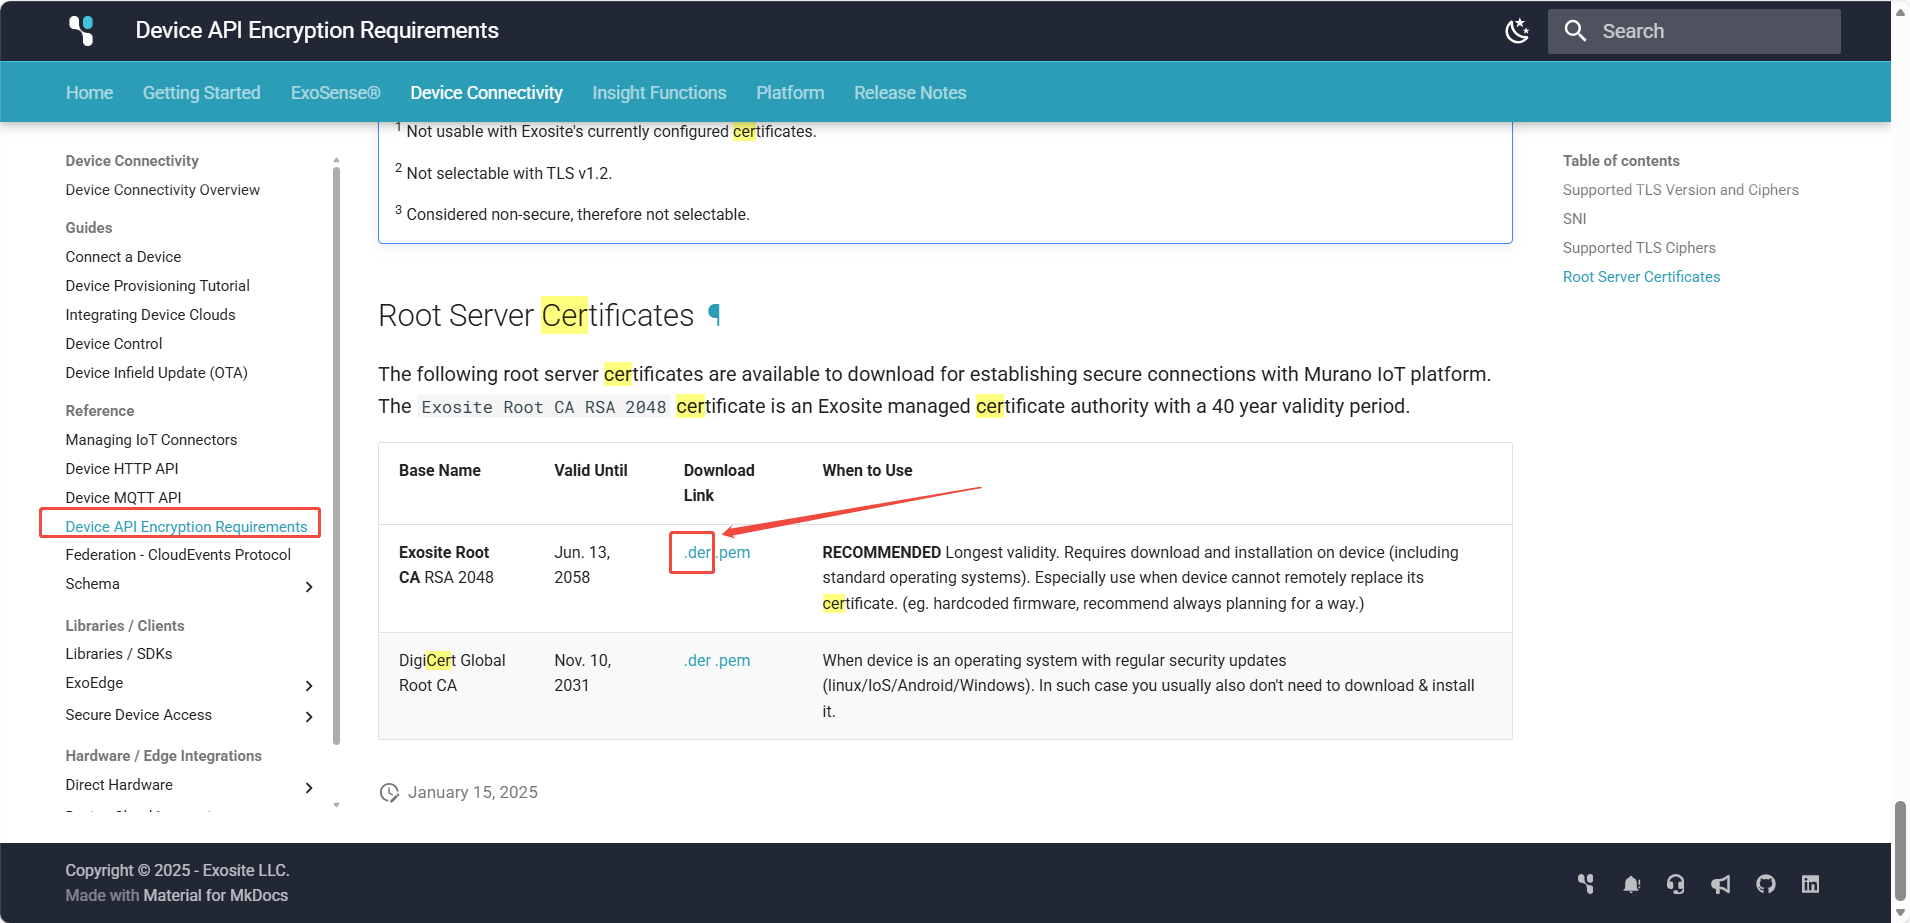 Device API Encryption Requirements
Search
Home Getting Started ExoSense® Device Connectivity Insight Functions Platform Release Notes
Device Connectivity
Device Connectivity Overview
Guides
Connect a Device
Device Provisioning Tutorial
Integrating Device Clouds
Device Control
Device Infield Update (OTA)
Reference
Managing IoT Connectors
Device HTTP API
Device MQTT API
Device API Encryption Requirements
Federation - CloudEvents Protocol
Schema
Libraries / Clients
Libraries / SDKs
ExoEdge
Secure Device Access
Hardware / Edge Integrations
Direct Hardware
1 Not usable with Exosite's currently configured certificates.
2 Not selectable with TLS v1.2.
3 Considered non-secure, therefore not selectable.
Root Server Certificates ¶
The following root server certificates are available to download for establishing secure connections with Murano IoT platform.
The Exosite Root CA RSA 2048 certificate is an Exosite managed certificate authority with a 40 year validity period.
Base Name
Valid Until
Download
Link
When to Use
Exosite Root
CA RSA 2048
Jun. 13,
2058
.der .pem
RECOMMENDED Longest validity. Requires download and installation on device (including
standard operating systems). Especially use when device cannot remotely replace its
certificate. (eg. hardcoded firmware, recommend always planning for a way.)
DigiCert Global
Root CA
Nov. 10,
2031
.der .pem
When device is an operating system with regular security updates
(linux/IoS/Android/Windows). In such case you usually also don't need to download & install
it.
January 15, 2025
Table of contents
Supported TLS Version and Ciphers
SNI
Supported TLS Ciphers
Root Server Certificates
Copyright © 2025 - Exosite LLC.
Made with Material for MkDocs